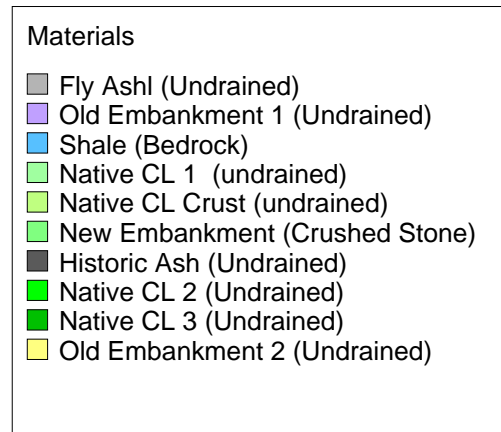 Materials
Fly Ashl (Undrained)
Old Embankment 1 (Undrained)
Shale (Bedrock)
Native CL 1  (undrained)
Native CL Crust (undrained)
New Embankment (Crushed Stone)
Historic Ash (Undrained)
Native CL 2 (Undrained)
Native CL 3 (Undrained)
Old Embankment 2 (Undrained)